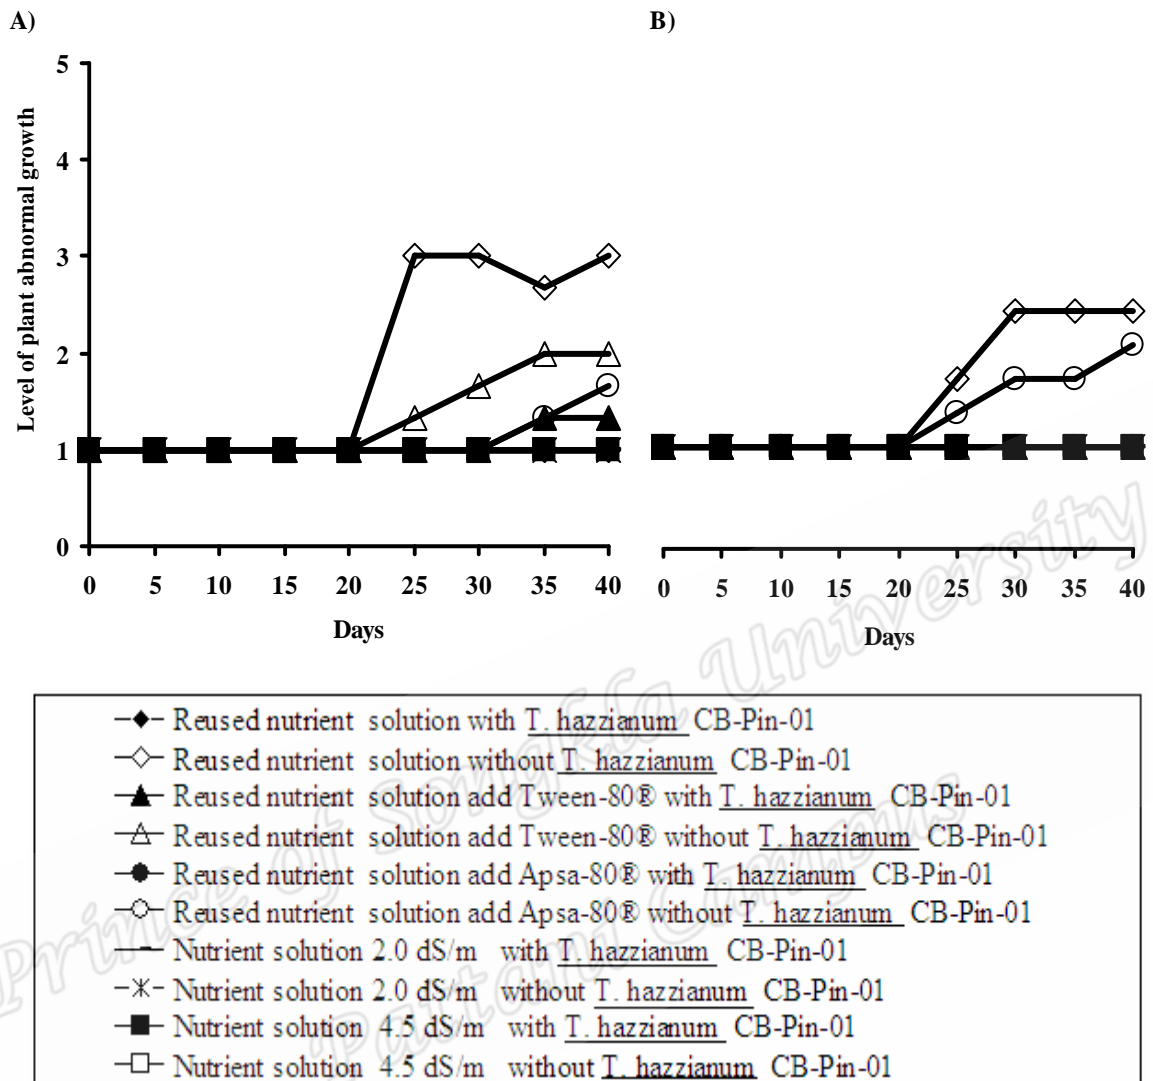 A)
B)
Level of plant abnormal growth
5
4
3
2
1
0
0 5 10 15 20 25 30 35 40
Days
0 5 10 15 20 25 30 35 40
Days
Reused nutrient solution with T. hazzianum CB-Pin-01
Reused nutrient solution without T. hazzianum CB-Pin-01
Reused nutrient solution add Tween-80® with T. hazzianum CB-Pin-01
Reused nutrient solution add Tween-80® without T. hazzianum CB-Pin-01
Reused nutrient solution add Apsa-80® with T. hazzianum CB-Pin-01
Reused nutrient solution add Apsa-80® without T. hazzianum CB-Pin-01
Nutrient solution 2.0 dS/m with T. hazzianum CB-Pin-01
Nutrient solution 2.0 dS/m without T. hazzianum CB-Pin-01
Nutrient solution 4.5 dS/m with T. hazzianum CB-Pin-01
Nutrient solution 4.5 dS/m without T. hazzianum CB-Pin-01
Prince of Songkla University
Pattani Campus